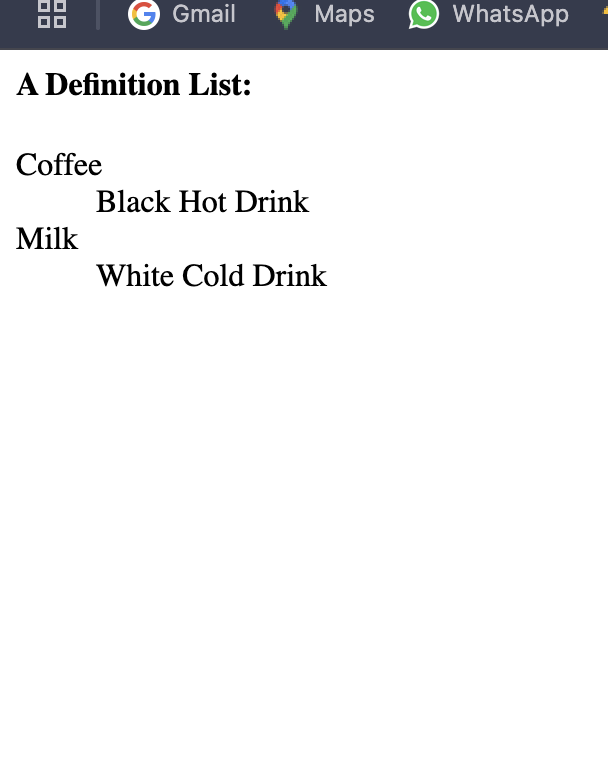 Gmail Maps WhatsApp
A Definition List:
Coffee
Black Hot Drink
Milk
White Cold Drink